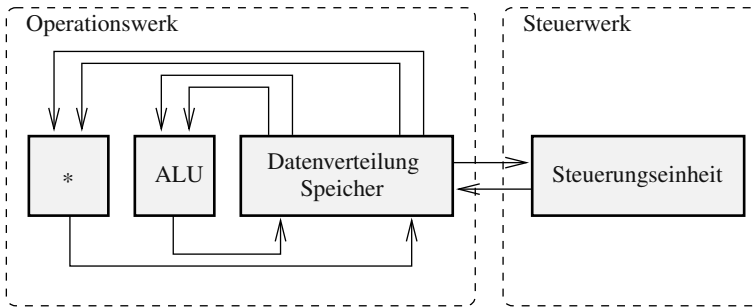 Operationswerk
Steuerwerk
*
ALU
Datenverteilung
Speicher
Steuerungseinheit